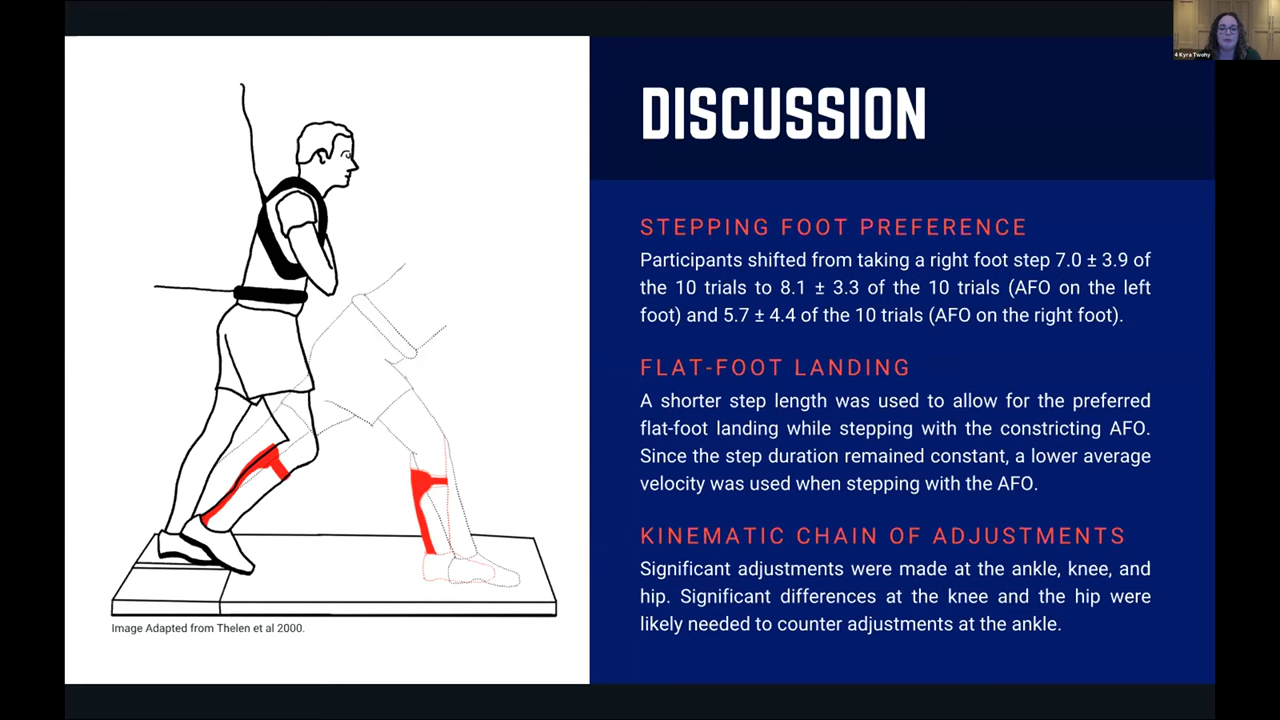 4 Kyra Twohy
DISCUSSION
STEPPING FOOT PREFERENCE
Participants shifted from taking a right foot step 7.0 ± 3.9 of
the 10 trials to 8.1 ± 3.3 of the 10 trials (AFO on the left
foot) and 5.7 ± 4.4 of the 10 trials (AFO on the right foot).
FLAT-FOOT LANDING
A shorter step length was used to allow for the preferred
flat-foot landing while stepping with the constricting AFO.
Since the step duration remained constant, a lower average
velocity was used when stepping with the AFO.
KINEMATIC CHAIN OF ADJUSTMENTS
Significant adjustments were made at the ankle, knee, and
hip. Significant differences at the knee and the hip were
likely needed to counter adjustments at the ankle.
Image Adapted from Thelen et al 2000.